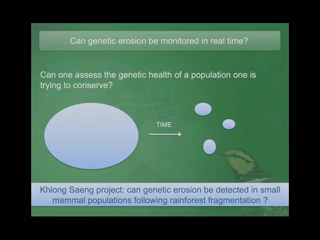 Can genetic erosion be monitored in real time?
Can one assess the genetic health of a population one is
trying to conserve?
TIME
Khlong Saeng project: can genetic erosion be detected in small
mammal populations following rainforest fragmentation ?